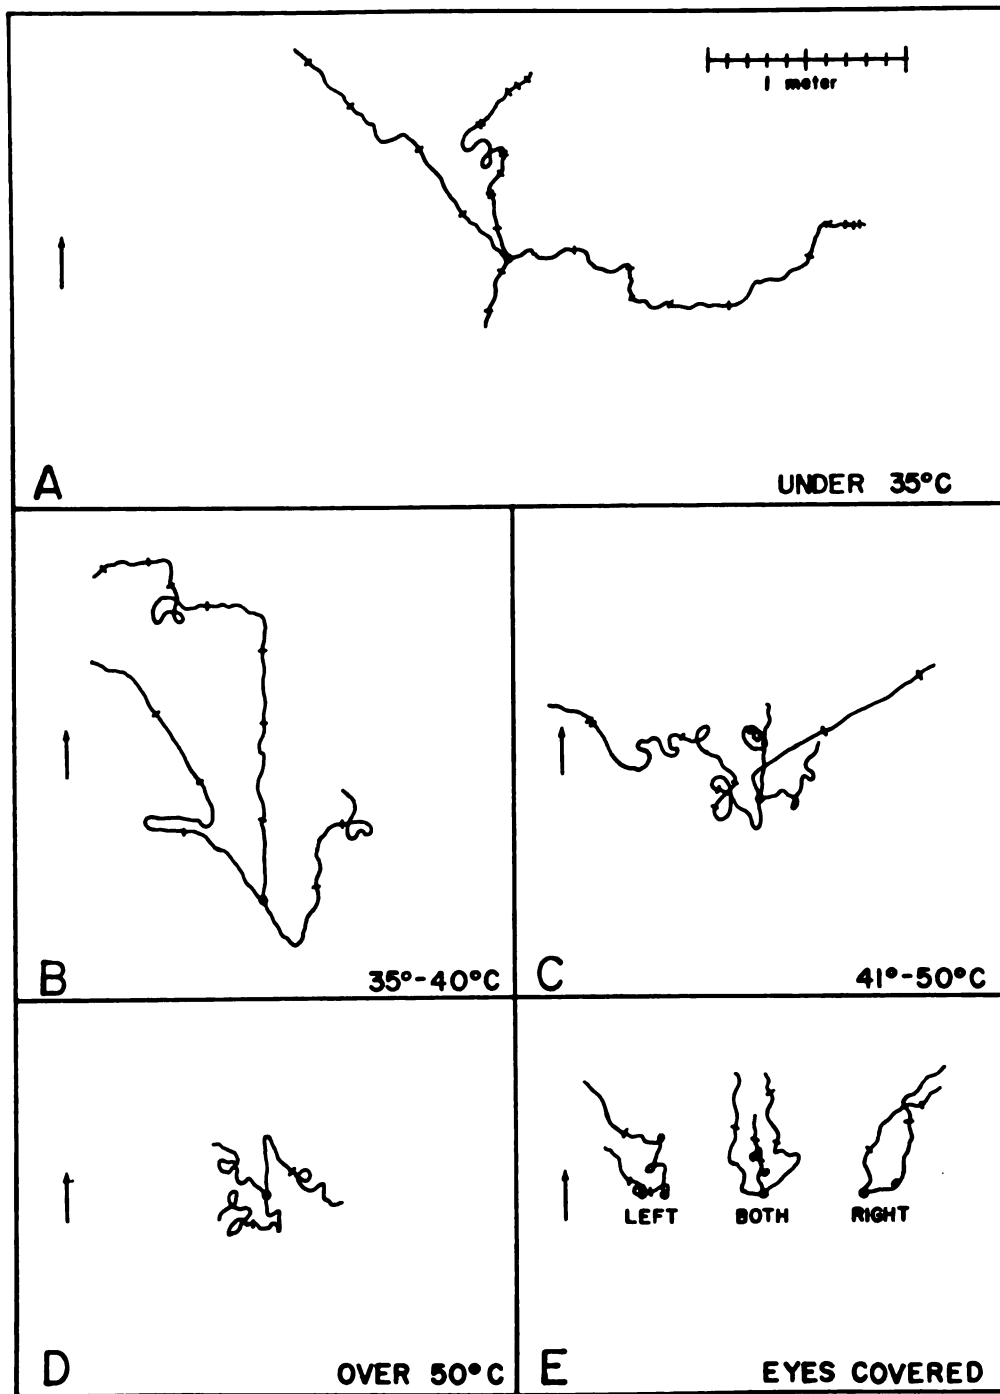 1 meter
A
UNDER 35°C
B
35°-40°C
C
41°-50°C
D
OVER 50°C
LEFT
BOTH
RIGHT
E
EYES COVERED